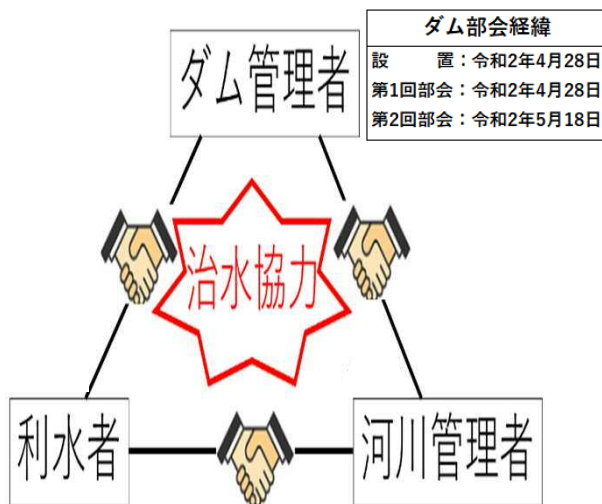 ダム部会経緯
設　　置：令和2年4月28日
第1回部会：令和2年4月28日
第2回部会：令和2年5月18日
ダム管理者
治水協力
利水者
河川管理者